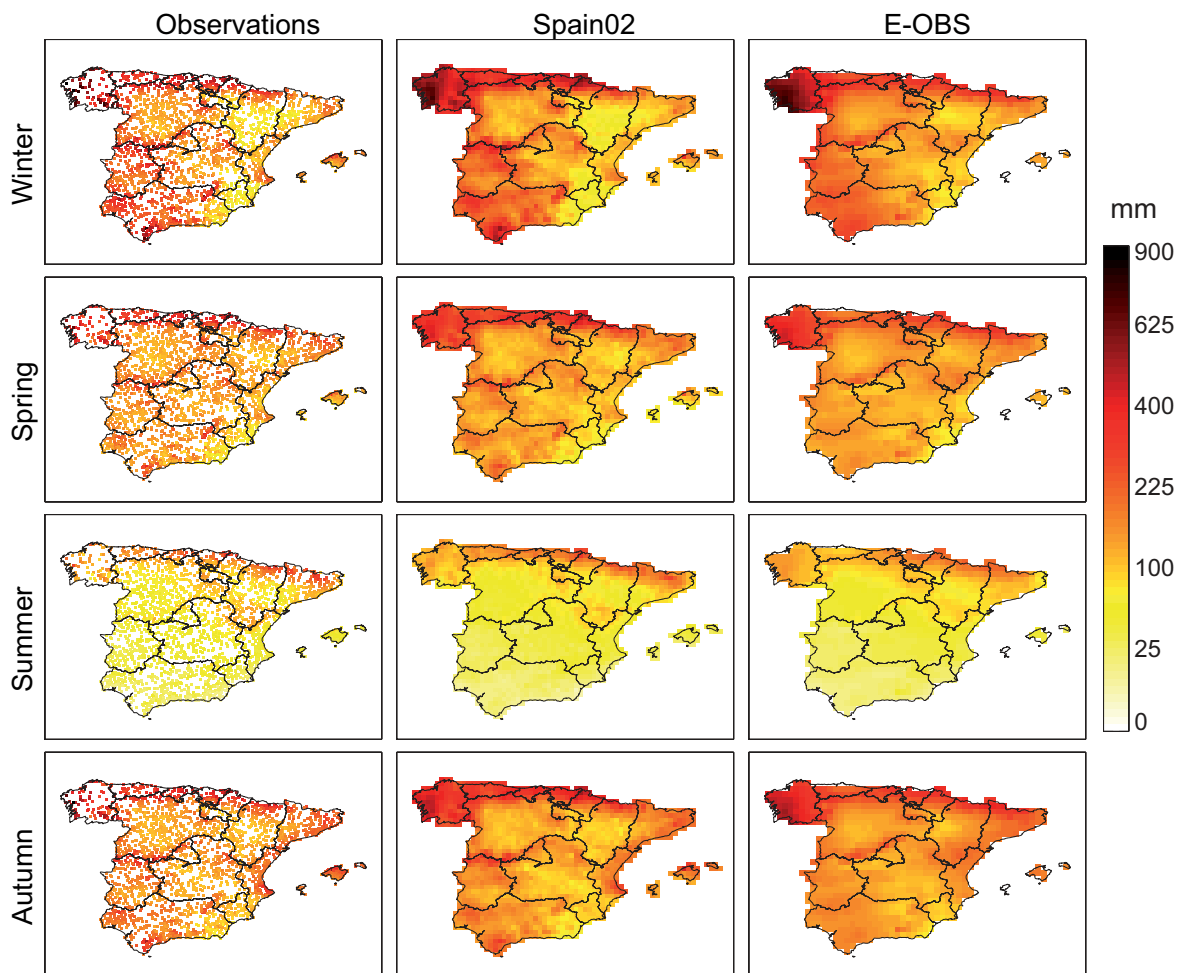 Observations
Spain02
E-OBS
Winter
Spring
Summer
Autumn
mm
900
625
400
225
100
25
0